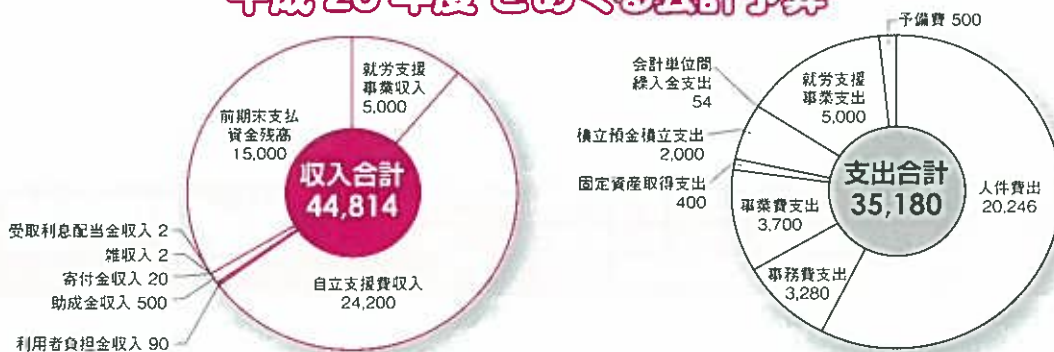 就労支援
事業収入
5,000
前期末支払
資金残高
15,000
収入合計
44,814
受取利息配当金収入 2
雑収入 2
寄付金収入 20
助成金収入 500
利用者負担金収入 90
自立支援費収入
24,200
予備費 500
会計単位間
繰入金支出
54
就労支援
事業支出
5,000
積立預金積立支出
2,000
固定資産取得支出
400
支出合計
35,180
人件費出
20,246
事業費支出
3,700
事務費支出
3,280